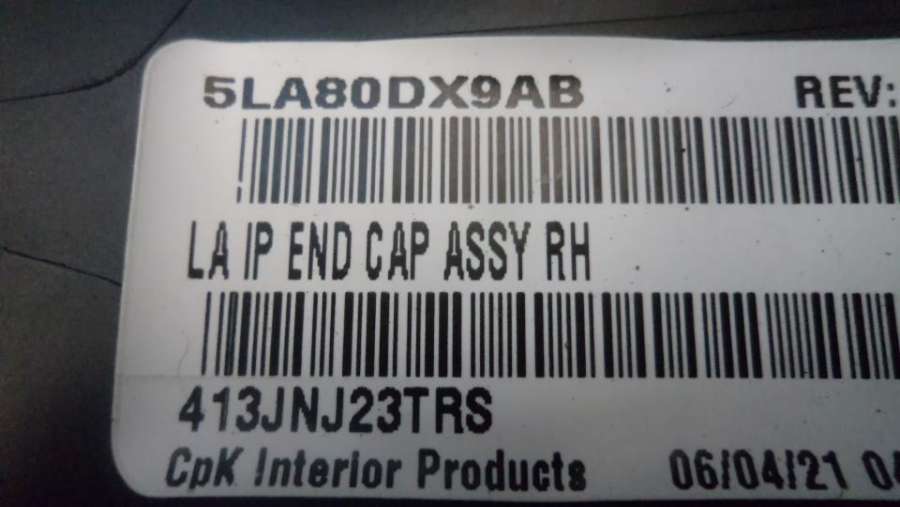 5LA80DX9AB REV:
LA IP END CAP ASSY RH
413JNJ23TRS
CpK Interior Products 06/04/21